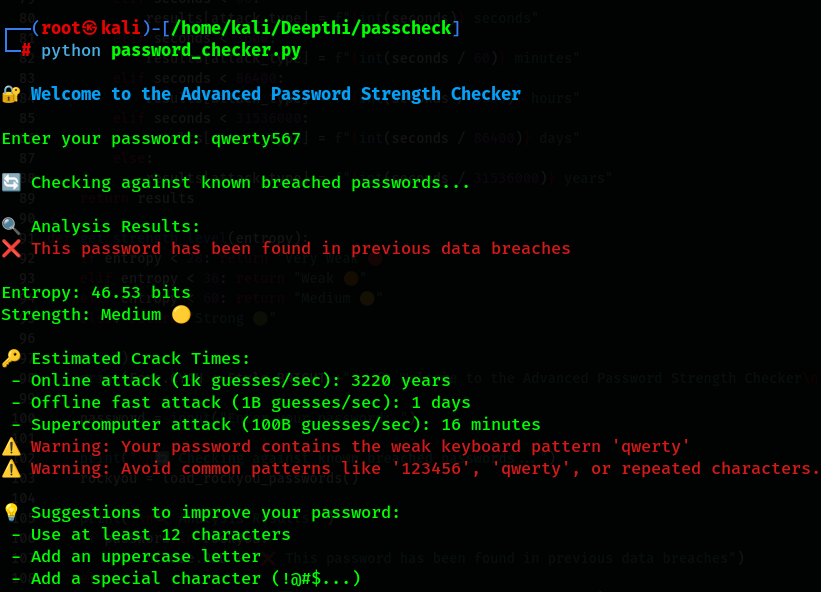 (root㉿kali)-[/home/kali/Deepthi/passcheck]
# python password_checker.py
🔐 Welcome to the Advanced Password Strength Checker
Enter your password: qwerty567
🔄 Checking against known breached passwords...
🔍 Analysis Results:
❌ This password has been found in previous data breaches
Entropy: 46.53 bits
Strength: Medium 🟡
🔑 Estimated Crack Times:
- Online attack (1k guesses/sec): 3220 years
- Offline fast attack (1B guesses/sec): 1 days
- Supercomputer attack (100B guesses/sec): 16 minutes
⚠️ Warning: Your password contains the weak keyboard pattern 'qwerty'
⚠️ Warning: Avoid common patterns like '123456', 'qwerty', or repeated characters.
💡 Suggestions to improve your password:
- Use at least 12 characters
- Add an uppercase letter
- Add a special character (!@#$...)